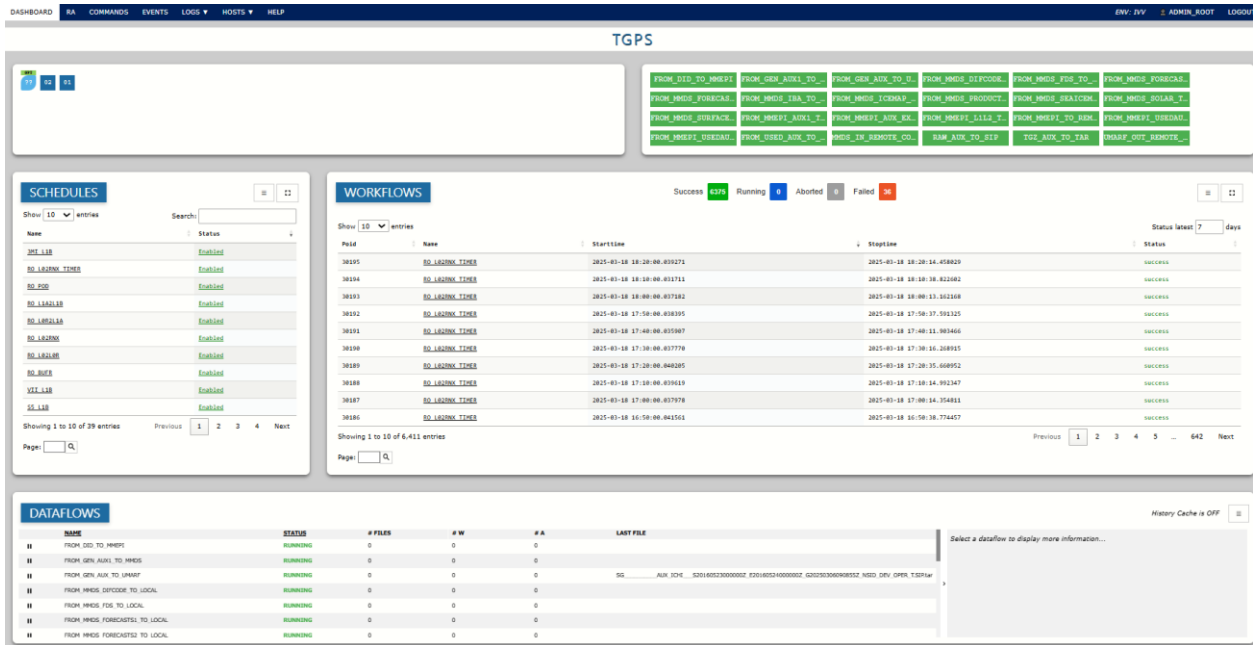 DASHBOARD RA COMMANDS EVENTS LOGS ▼ HOSTS ▼ HELP ENV: IVV ADMIN_ROOT LOGOUT
TGPS
?? 02 01
FROM_DID_TO_MMEPI FROM_GEN_AUX1_TO_… FROM_GEN_AUX_TO_U… FROM_MMDS_DIFCODE… FROM_MMDS_FDS_TO_… FROM_MMDS_FORECAS…
FROM_MMDS_FORECAS… FROM_MMDS_IBA_TO_… FROM_MMDS_ICEMAP_… FROM_MMDS_PRODUCT… FROM_MMDS_SEAICEM… FROM_MMDS_SOLAR_T…
FROM_MMDS_SURFACE… FROM_MMEPI_AUX1_T… FROM_MMEPI_AUX_EX… FROM_MMEPI_L1L2_T… FROM_MMEPI_TO_REM… FROM_MMEPI_USEDAU…
FROM_MMEPI_USEDAU… FROM_USED_AUX_TO_… MMDS_IN_REMOTE_CO… RAW_AUX_TO_SIP TGI_AUX_TO_TAR UMARF_OUT_REMOTE_…
SCHEDULES
Show 10 entries Search:
Name Status
3MI_L1B Enabled
RO_L02RNX_TIMER Enabled
RO_POD Enabled
RO_L1A2L1B Enabled
RO_L0R2L1A Enabled
RO_L02RNX Enabled
RO_L02L0R Enabled
RO_BUFR Enabled
VII_L1B Enabled
S5_L1B Enabled
Showing 1 to 10 of 39 entries Previous 1 2 3 4 Next
Page:
WORKFLOWS Success 6375 Running 0 Aborted 0 Failed 36
Show 10 entries Status latest 7 days
Poid Name Starttime Stoptime Status
30195 RO_L02RNX_TIMER 2025-03-18 18:20:00.039271 2025-03-18 18:20:14.458029 success
30194 RO_L02RNX_TIMER 2025-03-18 18:10:00.031711 2025-03-18 18:10:38.822602 success
30193 RO_L02RNX_TIMER 2025-03-18 18:00:00.037102 2025-03-18 18:00:13.162168 success
30192 RO_L02RNX_TIMER 2025-03-18 17:50:00.038395 2025-03-18 17:50:37.591325 success
30191 RO_L02RNX_TIMER 2025-03-18 17:40:00.035907 2025-03-18 17:40:11.903466 success
30190 RO_L02RNX_TIMER 2025-03-18 17:30:00.037770 2025-03-18 17:30:16.268915 success
30189 RO_L02RNX_TIMER 2025-03-18 17:20:00.040205 2025-03-18 17:20:35.660952 success
30188 RO_L02RNX_TIMER 2025-03-18 17:10:00.039619 2025-03-18 17:10:14.992347 success
30187 RO_L02RNX_TIMER 2025-03-18 17:00:00.037978 2025-03-18 17:00:14.354811 success
30186 RO_L02RNX_TIMER 2025-03-18 16:50:00.041561 2025-03-18 16:50:38.774457 success
Showing 1 to 10 of 6,411 entries Previous 1 2 3 4 5 … 642 Next
Page:
DATAFLOWS History Cache is OFF
NAME STATUS # FILES # W # A LAST FILE
FROM_DID_TO_MMEPI RUNNING 0 0 0
FROM_GEN_AUX1_TO_MMDS RUNNING 0 0 0
FROM_GEN_AUX_TO_UMARF RUNNING 0 0 0
FROM_MMDS_DIFCODE_TO_LOCAL RUNNING 0 0 0
FROM_MMDS_FDS_TO_LOCAL RUNNING 0 0 0
FROM_MMDS_FORECASTS1_TO_LOCAL RUNNING 0 0 0
FROM_MMDS_FORECASTS2_TO_LOCAL RUNNING 0 0 0
Select a dataflow to display more information...